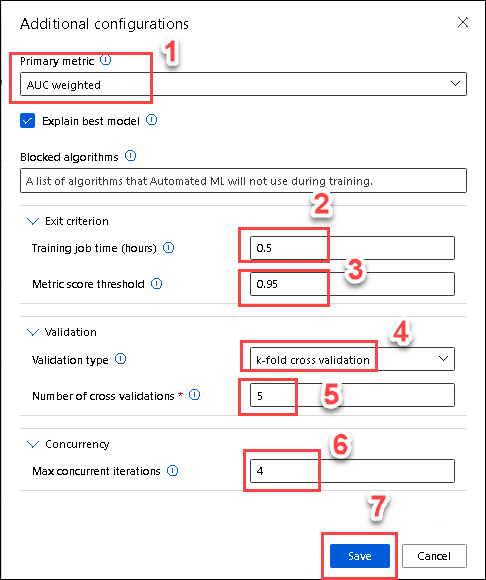 Additional configurations
1
Primary metric
AUC weighted
Explain best model
Blocked algorithms
A list of algorithms that Automated ML will not use during training.
2
Exit criterion
Training job time (hours)
0.5
3
Metric score threshold
0.95
Validation
4
Validation type
k-fold cross validation
Number of cross validations *
5
5
Concurrency
6
Max concurrent iterations
4
7
Save
Cancel